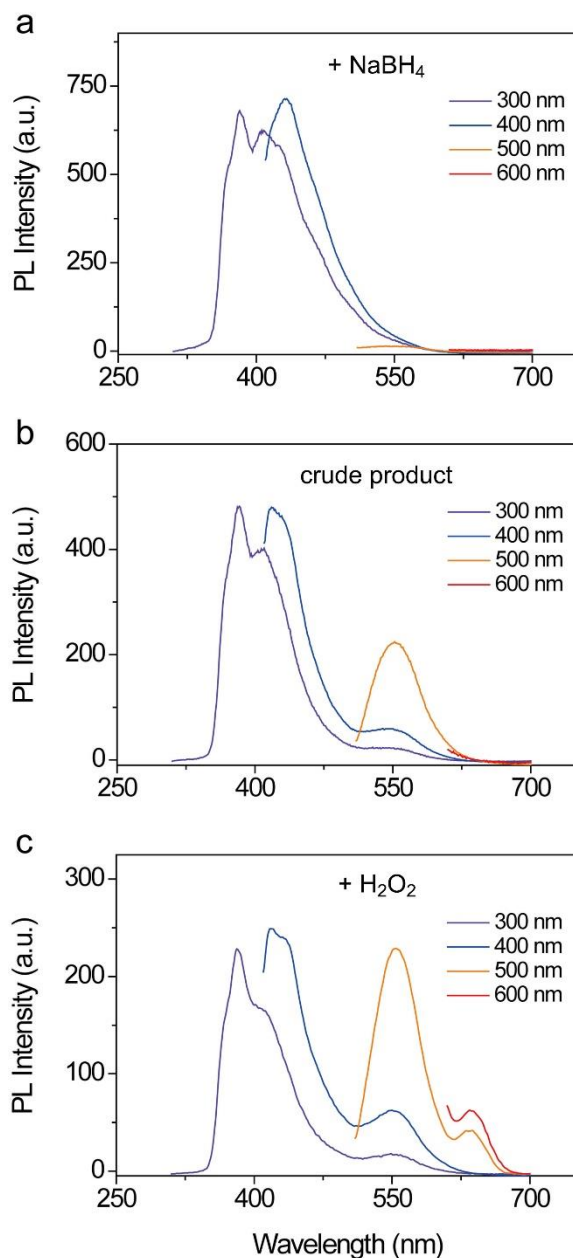 a
+ NaBH₄
300 nm
400 nm
500 nm
600 nm
PL Intensity (a.u.)
750
500
250
0
250
400
550
700
b
crude product
300 nm
400 nm
500 nm
600 nm
PL Intensity (a.u.)
600
400
200
0
250
400
550
700
c
+ H₂O₂
300 nm
400 nm
500 nm
600 nm
PL Intensity (a.u.)
300
200
100
0
250
400
550
700
Wavelength (nm)